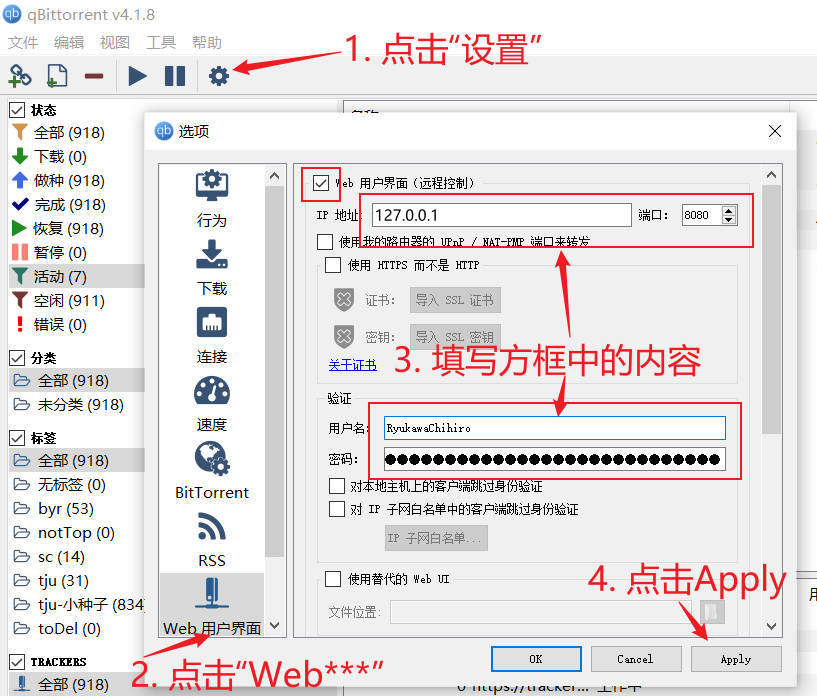 qBittorrent v4.1.8
文件 编辑 视图 工具 帮助
1. 点击“设置”
状态
全部 (918)
下载 (0)
做种 (918)
完成 (918)
恢复 (918)
暂停 (0)
活动 (7)
空闲 (911)
错误 (0)
分类
全部 (918)
未分类 (918)
标签
全部 (918)
无标签 (0)
byr (53)
notTop (0)
sc (14)
tju (31)
tju-小种子 (834)
toDel (0)
TRACKERS
全部 (918)
选项
行为
下载
连接
速度
BitTorrent
RSS
Web 用户界面
2. 点击“Web***”
Web 用户界面（远程控制）
IP 地址: 127.0.0.1 端口: 8080
使用我的路由器的 UPnP / NAT-PMP 端口来转发
使用 HTTPS 而不是 HTTP
证书: 导入 SSL 证书
密钥: 导入 SSL 密钥
关于证书
3. 填写方框中的内容
验证
用户名: RyukawaChihiro
密码: ●●●●●●●●●●●●●●●●●●●●●●●●●●●●
对本地主机上的客户端跳过身份验证
对 IP 子网白名单中的客户端跳过身份验证
IP 子网白名单...
使用替代的 Web UI
文件位置:
4. 点击Apply
OK Cancel Apply
https://tracker... 工作中